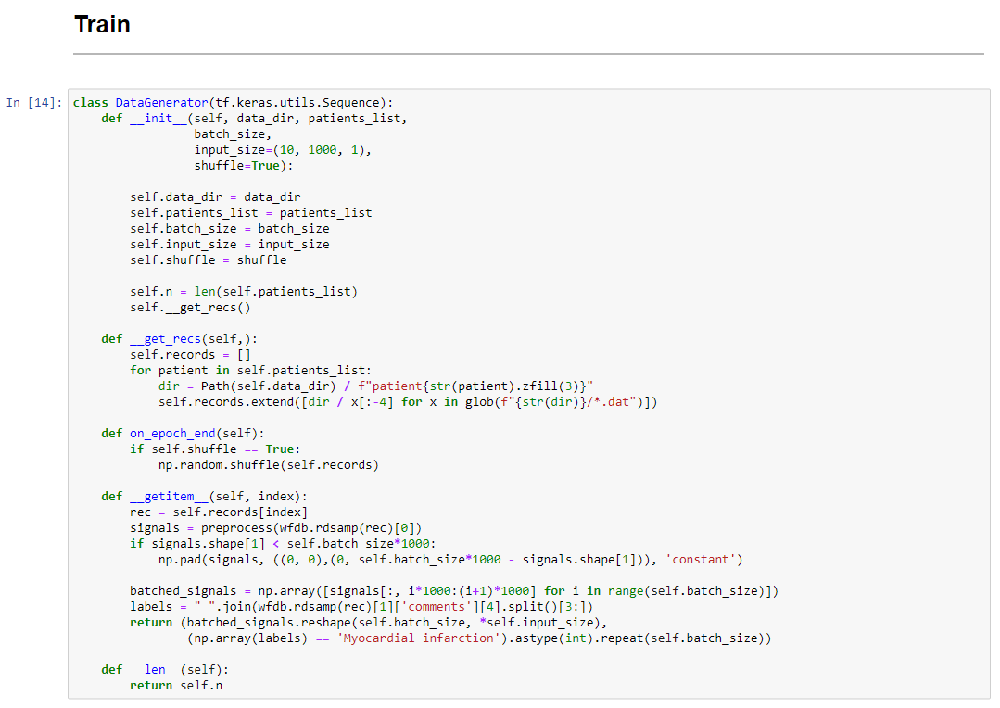 Train
In [14]:
class DataGenerator(tf.keras.utils.Sequence):
    def __init__(self, data_dir, patients_list,
                 batch_size,
                 input_size=(10, 1000, 1),
                 shuffle=True):

        self.data_dir = data_dir
        self.patients_list = patients_list
        self.batch_size = batch_size
        self.input_size = input_size
        self.shuffle = shuffle

        self.n = len(self.patients_list)
        self.__get_recs()

    def __get_recs(self,):
        self.records = []
        for patient in self.patients_list:
            dir = Path(self.data_dir) / f"patient{str(patient).zfill(3)}"
            self.records.extend([dir / x[:-4] for x in glob(f"{str(dir)}/*.dat")])

    def on_epoch_end(self):
        if self.shuffle == True:
            np.random.shuffle(self.records)

    def __getitem__(self, index):
        rec = self.records[index]
        signals = preprocess(wfdb.rdsamp(rec)[0])
        if signals.shape[1] < self.batch_size*1000:
            np.pad(signals, ((0, 0),(0, self.batch_size*1000 - signals.shape[1])), 'constant')

        batched_signals = np.array([signals[:, i*1000:(i+1)*1000] for i in range(self.batch_size)])
        labels = " ".join(wfdb.rdsamp(rec)[1]['comments'][4].split()[3:])
        return (batched_signals.reshape(self.batch_size, *self.input_size),
                (np.array(labels) == 'Myocardial infarction').astype(int).repeat(self.batch_size))

    def __len__(self):
        return self.n